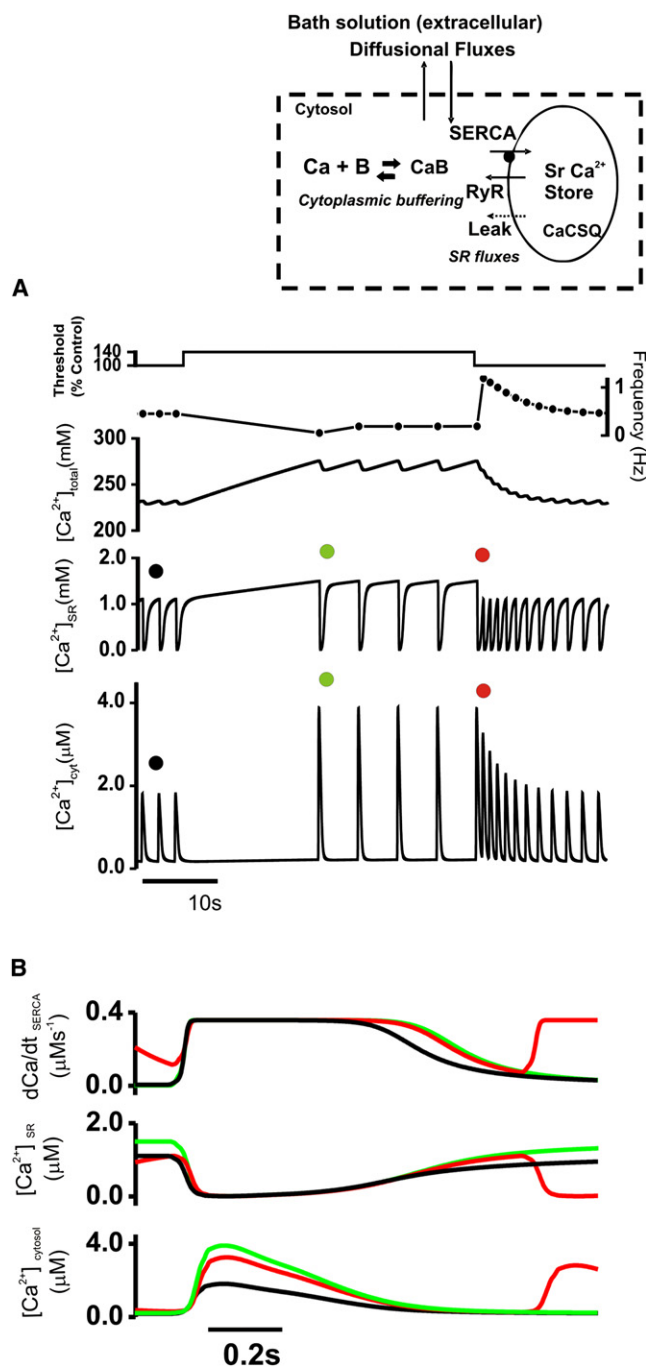 Bath solution (extracellular)
Diffusional Fluxes
Cytosol
SERCA
Ca + B
CaB
Sr Ca2+
Store
Cytoplasmic buffering
RyR
Leak
CaCSQ
SR fluxes
A
Threshold
(% Control)
140
100
Frequency (Hz)
1
0
[Ca2+]total(mM)
300
250
200
[Ca2+]SR(mM)
2.0
1.0
0.0
[Ca2+]cyt(µM)
4.0
2.0
0.0
10s
B
dCa/dt SERCA
(µMs-1)
0.4
0.0
[Ca2+] SR
(µM)
2.0
0.0
[Ca2+] cytosol
(µM)
4.0
0.0
0.2s